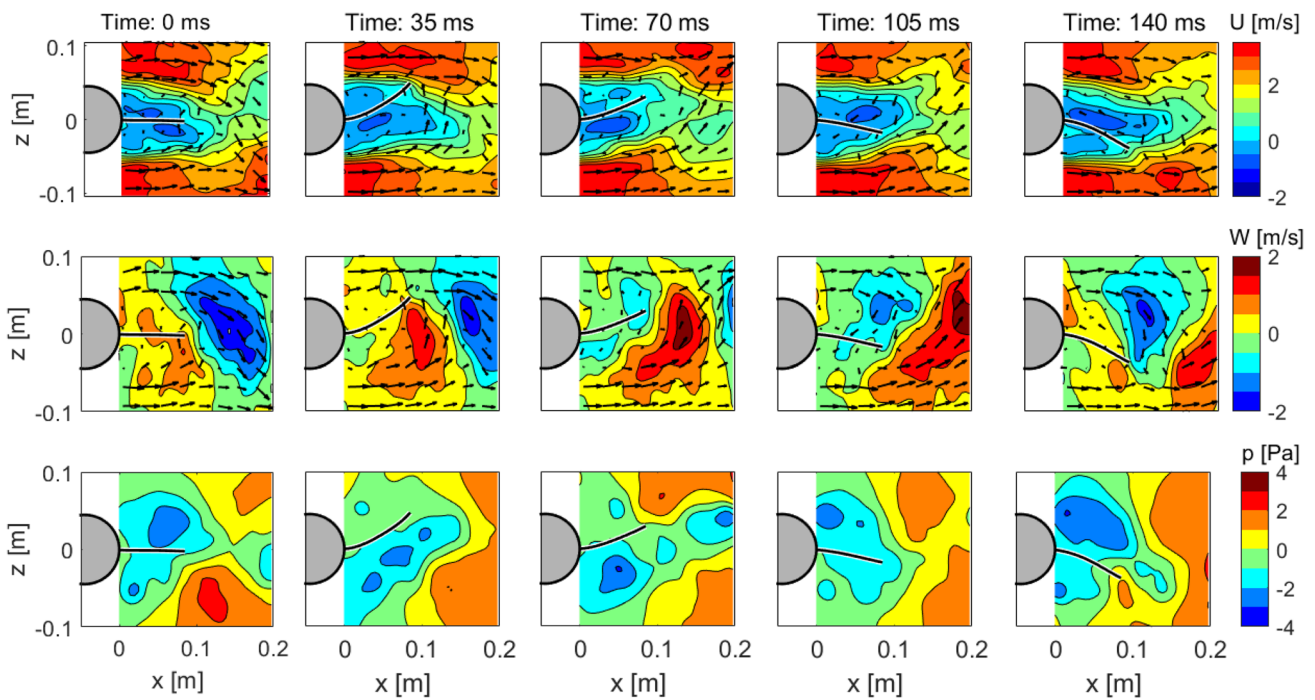 Time: 0 ms Time: 35 ms Time: 70 ms Time: 105 ms Time: 140 ms U [m/s]
0.1
z [m] 0 2 0
-0.1 -2
W [m/s]
0.1 2
z [m] 0 0
-0.1 -2
p [Pa]
0.1 4
2
z [m] 0 0
-2
-0.1 -4
0 0.1 0.2 0 0.1 0.2 0 0.1 0.2 0 0.1 0.2 0 0.1 0.2
x [m] x [m] x [m] x [m] x [m]